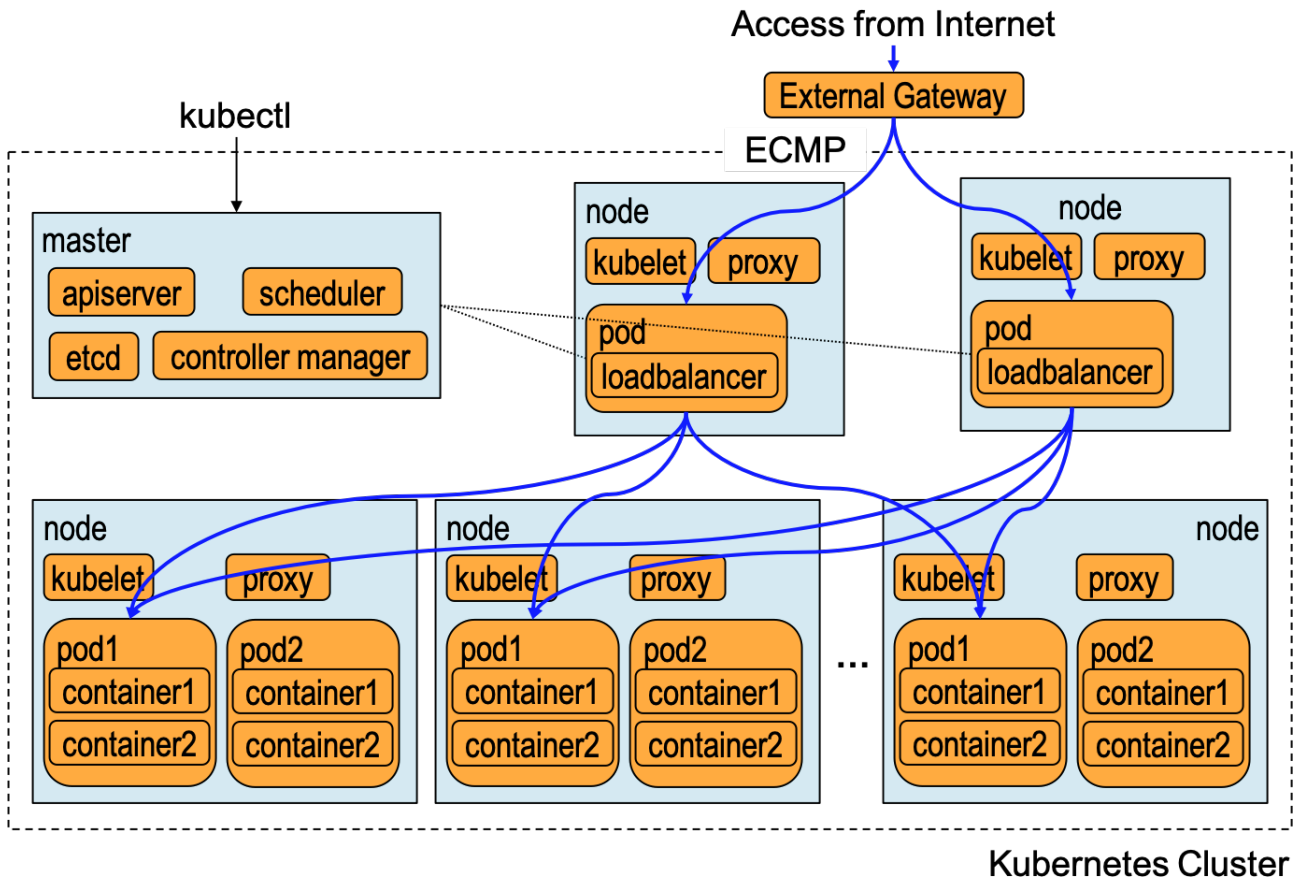 Access from Internet
External Gateway
kubectl
ECMP
master
apiserver
scheduler
etcd
controller manager
node
kubelet
proxy
pod
loadbalancer
node
kubelet
proxy
pod
loadbalancer
node
kubelet
proxy
pod1
container1
container2
pod2
container1
container2
node
kubelet
proxy
pod1
container1
container2
pod2
container1
container2
...
node
kubelet
proxy
pod1
container1
container2
pod2
container1
container2
Kubernetes Cluster